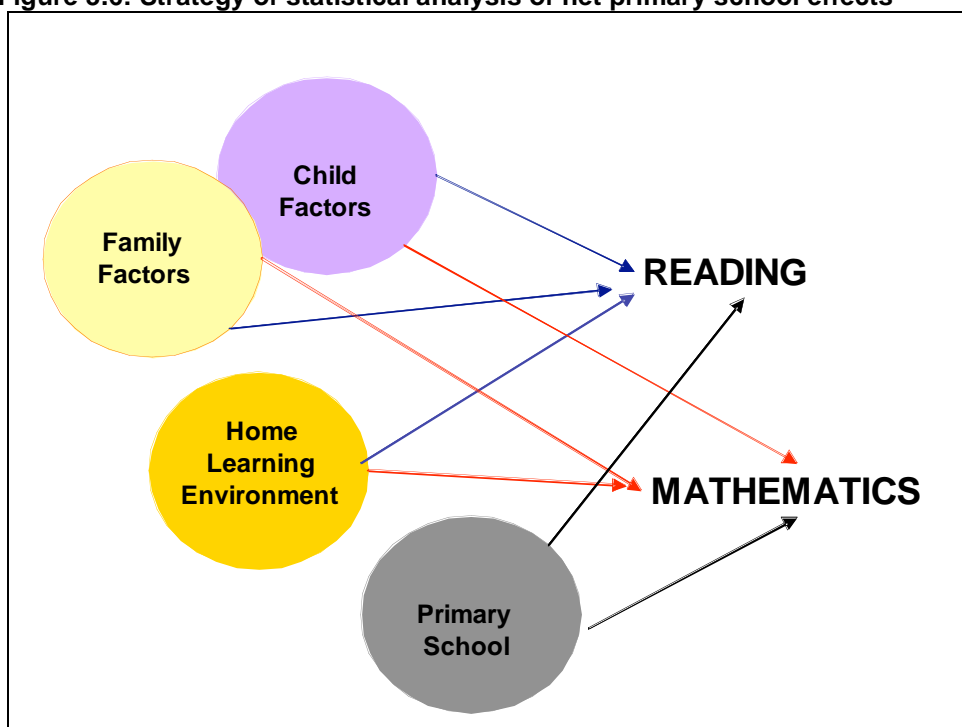 Figure Strategy of statistical analysis of net primary school effects
Child
Factors
Family
Factors
READING
Home
Learning
Environment
MATHEMATICS
Primary
School